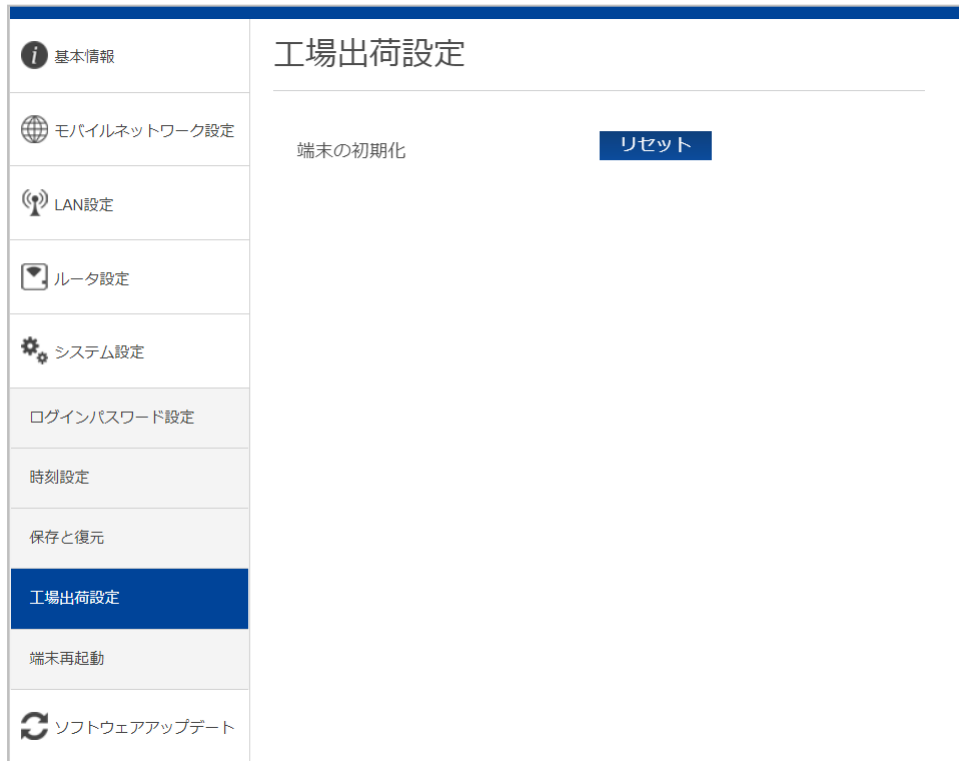 基本情報
モバイルネットワーク設定
LAN設定
ルータ設定
システム設定
ログインパスワード設定
時刻設定
保存と復元
工場出荷設定
端末再起動
ソフトウェアアップデート
工場出荷設定
端末の初期化 リセット